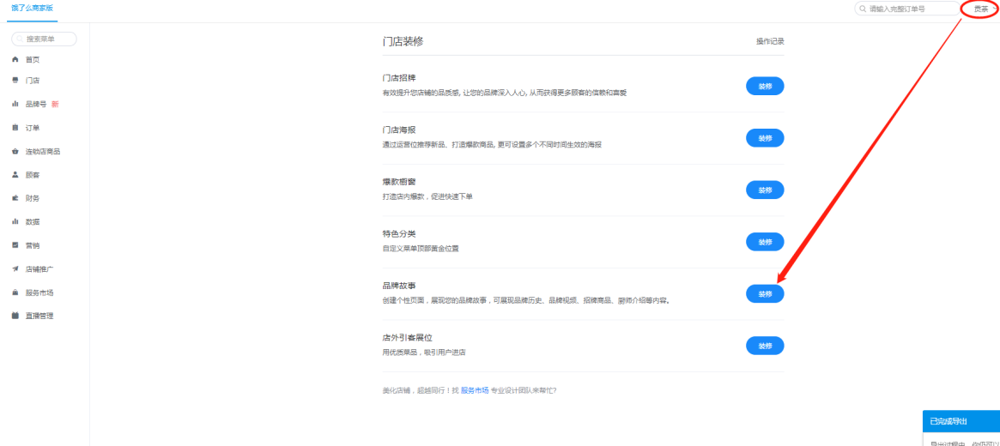 饿了么商家版
请输入完整订单号
贡茶
搜索菜单
首页
门店
品牌号 新
订单
连锁店商品
顾客
财务
数据
营销
店铺推广
服务市场
直播管理
门店装修
操作记录
门店招牌
有效提升您店铺的品质感, 让您的品牌深入人心, 从而获得更多顾客的信赖和喜爱
装修
门店海报
通过运营位推荐新品、打造爆款商品, 更可设置多个不同时间生效的海报
装修
爆款橱窗
打造店内爆款，促进快速下单
装修
特色分类
自定义菜单顶部黄金位置
装修
品牌故事
创建个性页面，展现您的品牌故事，可展现品牌历史、品牌视频、招牌商品、厨师介绍等内容。
装修
店外引客展位
用优质菜品，吸引用户进店
装修
美化店铺，超越同行！找 服务市场 专业设计团队来帮忙?
已完成导出
导出过程中，你仍可以